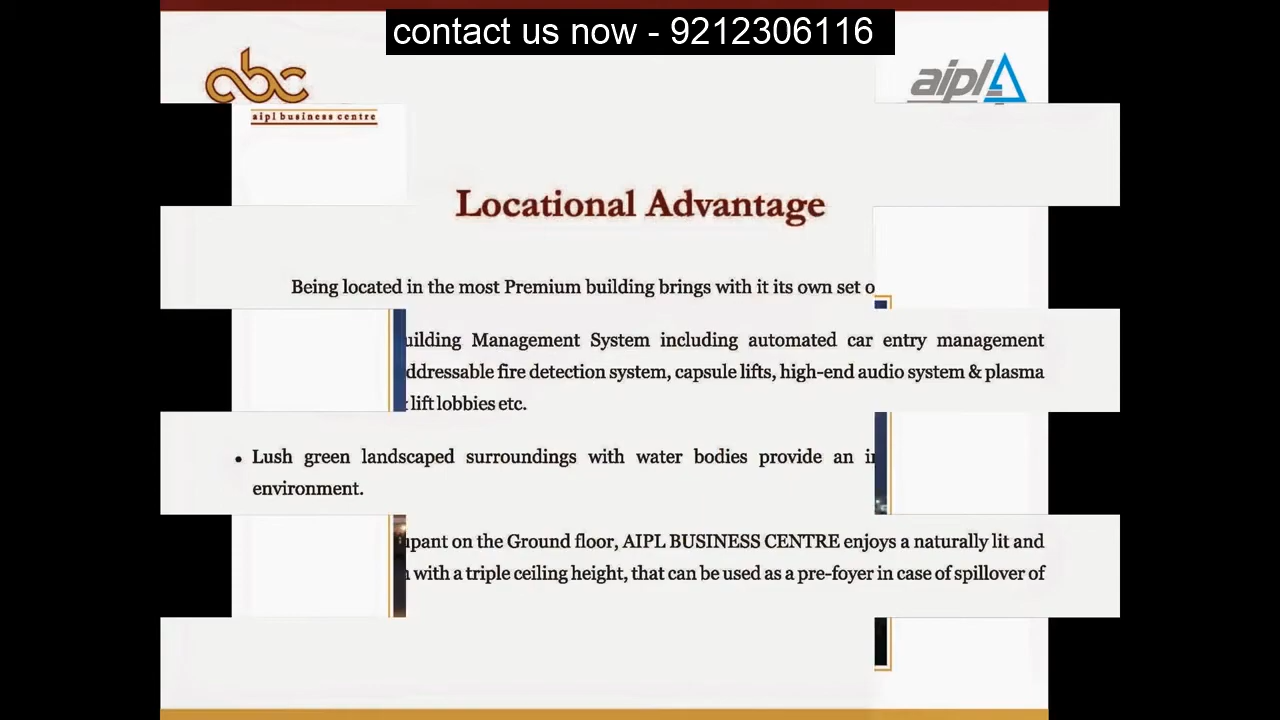 contact us now - 9212306116
abc
aipl
aipl business centre
Locational Advantage
Being located in the most Premium building brings with it its own set
Management System including automated car entry management
fire detection system, capsule lifts, high-end audio system & plasma
lift lobbies etc.
• Lush green landscaped surroundings with water bodies provide an
environment.
on the Ground floor, AIPL BUSINESS CENTRE enjoys a naturally lit and
with a triple ceiling height, that can be used as a pre-foyer in case of spillover of